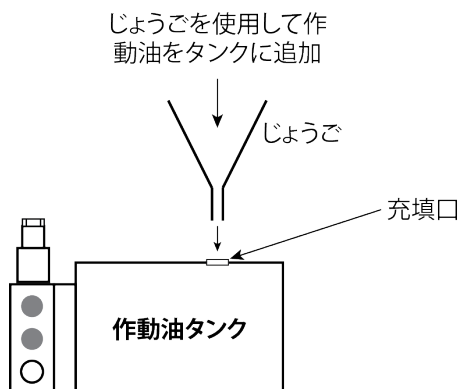 じょうごを使用して作
動油をタンクに追加
じょうご
充填口
作動油タンク